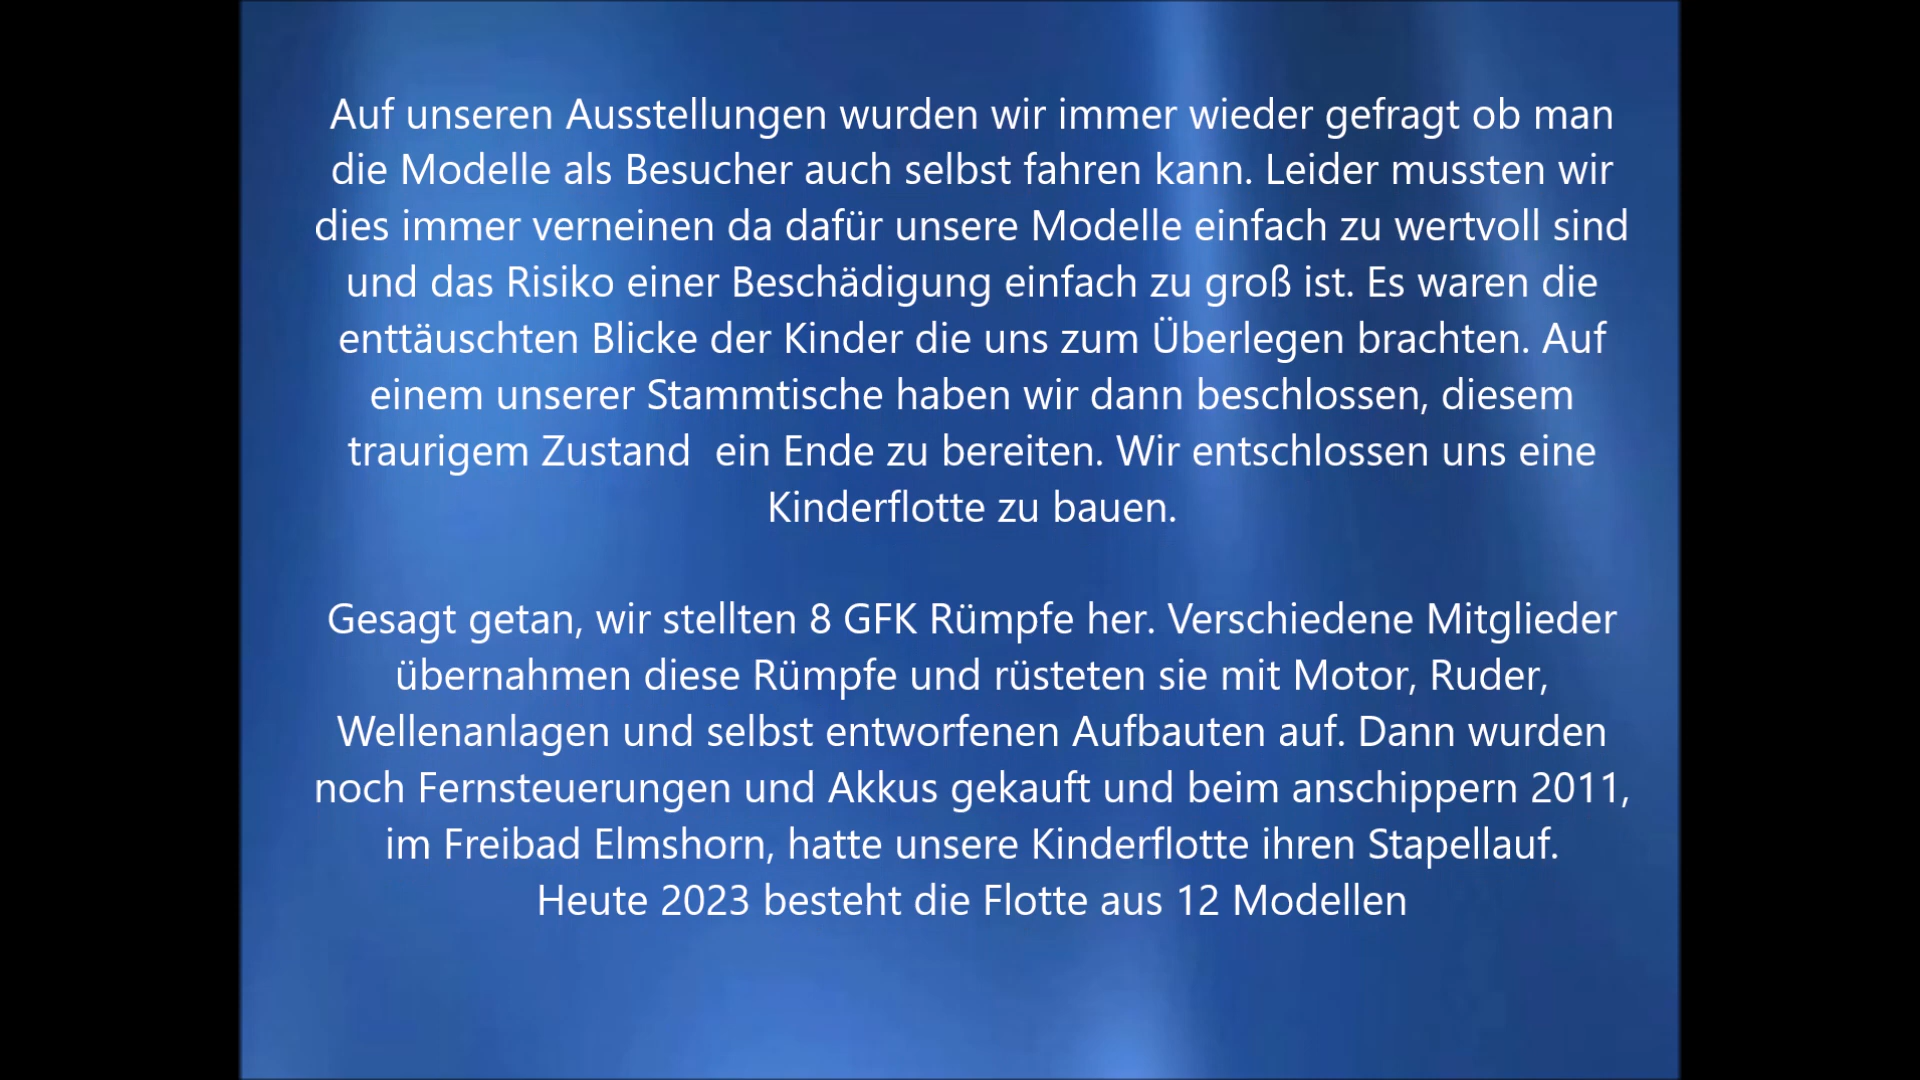 Auf unseren Ausstellungen wurden wir immer wieder gefragt ob man
die Modelle als Besucher auch selbst fahren kann. Leider mussten wir
dies immer verneinen da dafür unsere Modelle einfach zu wertvoll sind
und das Risiko einer Beschädigung einfach zu groß ist. Es waren die
enttäuschten Blicke der Kinder die uns zum Überlegen brachten. Auf
einem unserer Stammtische haben wir dann beschlossen, diesem
traurigem Zustand  ein Ende zu bereiten. Wir entschlossen uns eine
Kinderflotte zu bauen.
Gesagt getan, wir stellten 8 GFK Rümpfe her. Verschiedene Mitglieder
übernahmen diese Rümpfe und rüsteten sie mit Motor, Ruder,
Wellenanlagen und selbst entworfenen Aufbauten auf. Dann wurden
noch Fernsteuerungen und Akkus gekauft und beim anschippern 2011,
im Freibad Elmshorn, hatte unsere Kinderflotte ihren Stapellauf.
Heute 2023 besteht die Flotte aus 12 Modellen